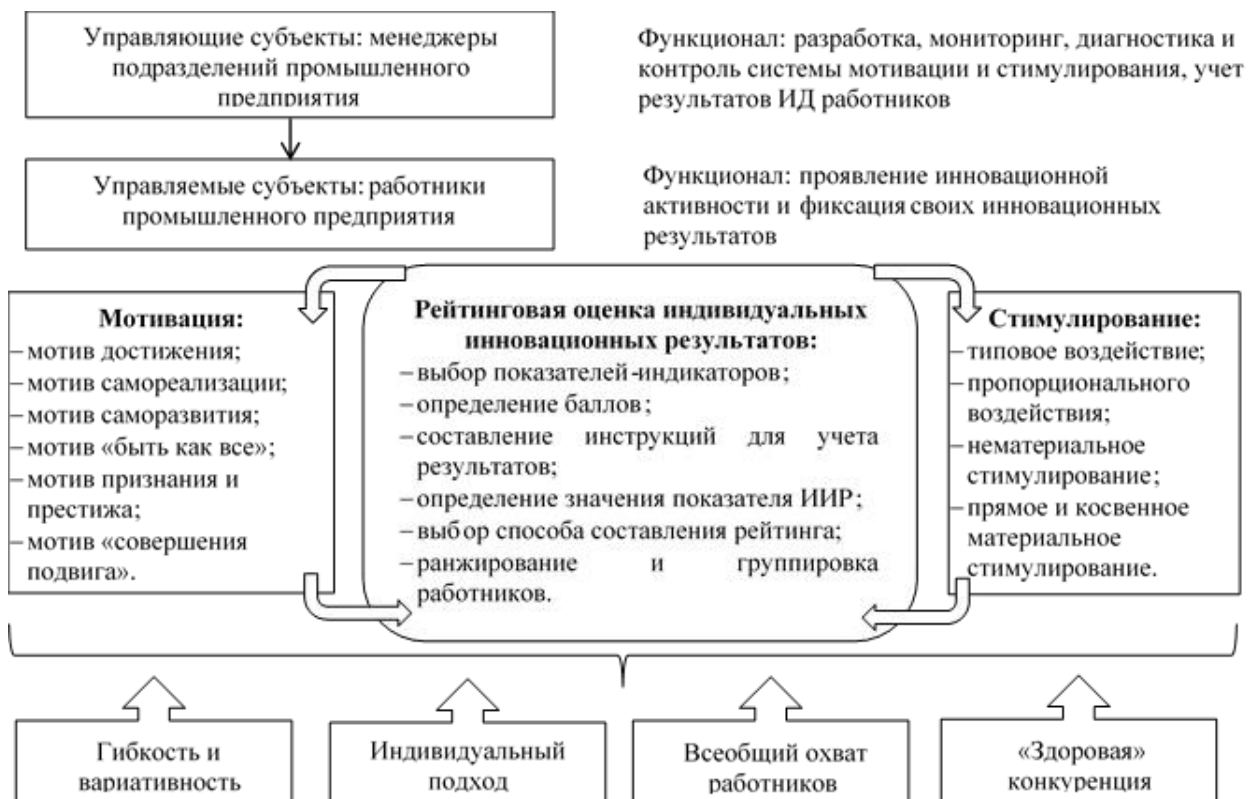 Управляющие субъекты: менеджеры
подразделений промышленного
предприятия
Функционал: разработка, мониторинг, диагностика и
контроль системы мотивации и стимулирования, учет
результатов ИД работников
Управляемые субъекты: работники
промышленного предприятия
Функционал: проявление инновационной
активности и фиксация своих инновационных
результатов
Мотивация:
–мотив достижения;
–мотив самореализации;
–мотив саморазвития;
–мотив «быть как все»;
–мотив признания и
престижа;
–мотив «совершения
подвига».
Рейтинговая оценка индивидуальных
инновационных результатов:
–выбор показателей-индикаторов;
–определение баллов;
–составление инструкций для учета
результатов;
–определение значения показателя ИИР;
–выбор способа составления рейтинга;
–ранжирование и группировка
работников.
Стимулирование:
–типовое воздействие;
–пропорционального
воздействия;
–нематериальное
стимулирование;
–прямое и косвенное
материальное
стимулирование.
Гибкость и
вариативность
Индивидуальный
подход
Всеобщий охват
работников
«Здоровая»
конкуренция